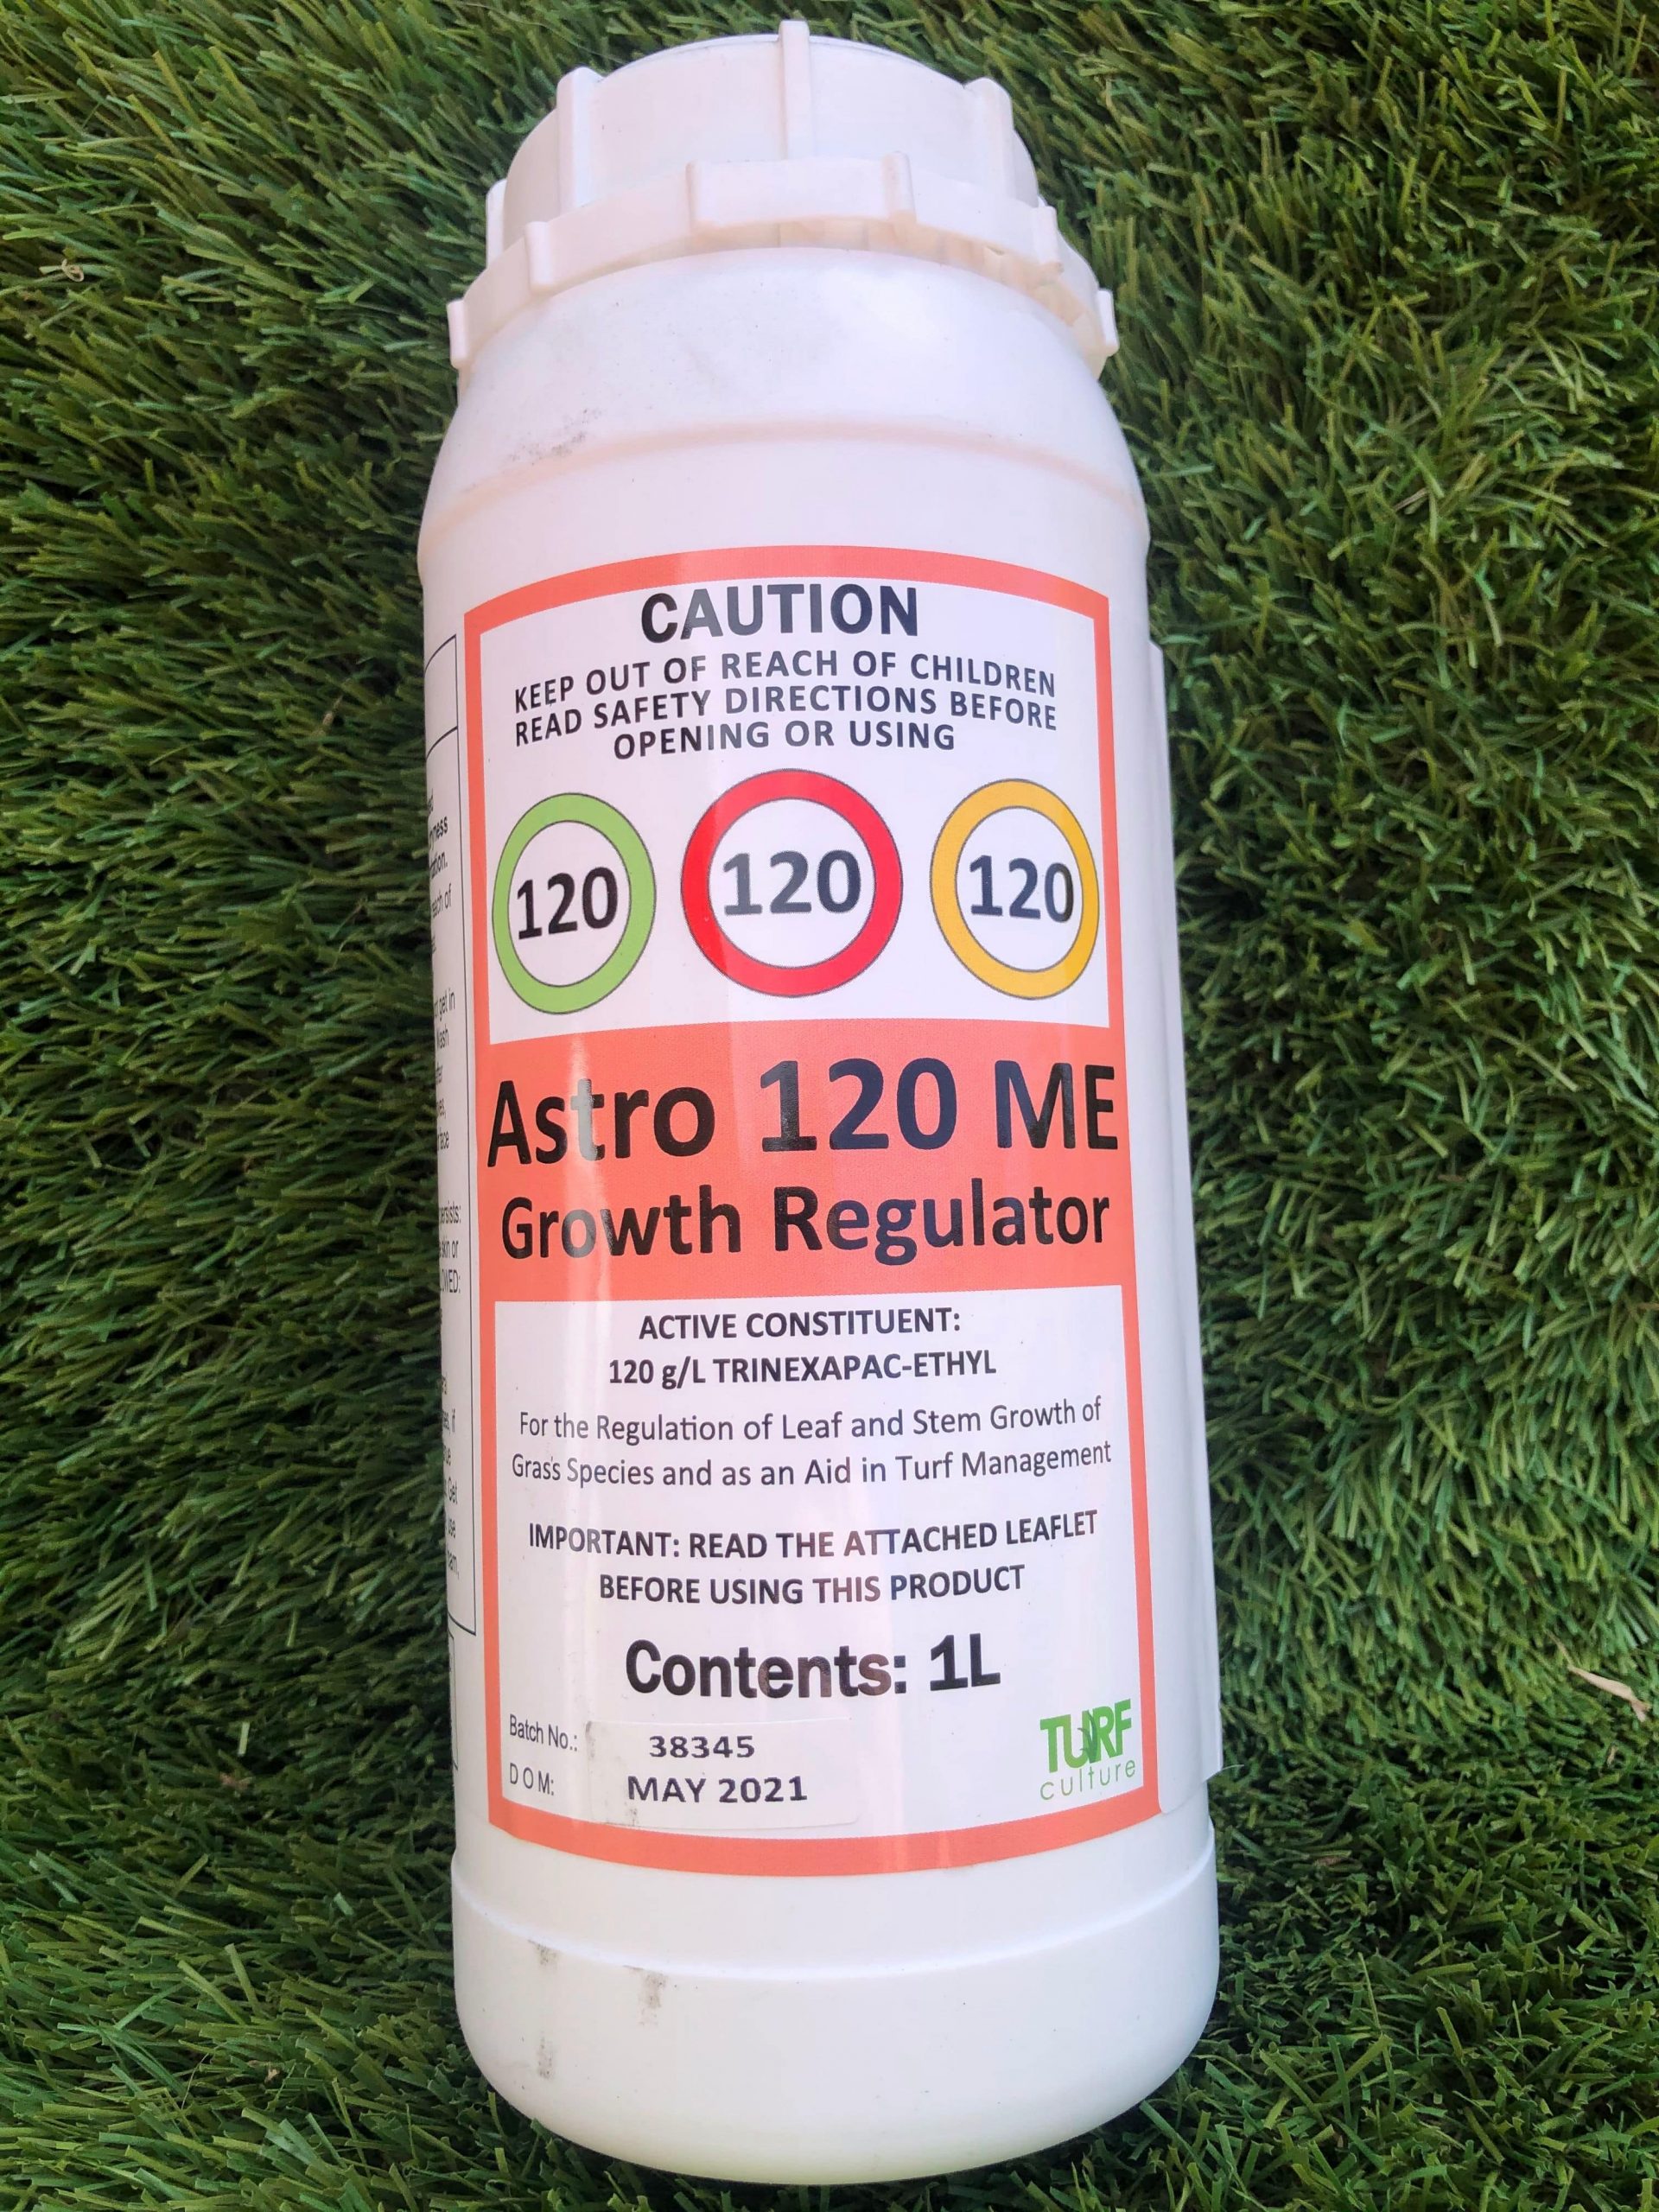 CAUTION
KEEP OUT OF REACH OF CHILDREN
READ SAFETY DIRECTIONS BEFORE
OPENING OR USING
120 120 120
Astro 120 ME
Growth Regulator
ACTIVE CONSTITUENT:
120 g/L TRINEXAPAC-ETHYL
For the Regulation of Leaf and Stem Growth of
Grass Species and as an Aid in Turf Management
IMPORTANT: READ THE ATTACHED LEAFLET
BEFORE USING THIS PRODUCT
Contents: 1L
Batch No.: 38345
D O M: MAY 2021
TURF
culture